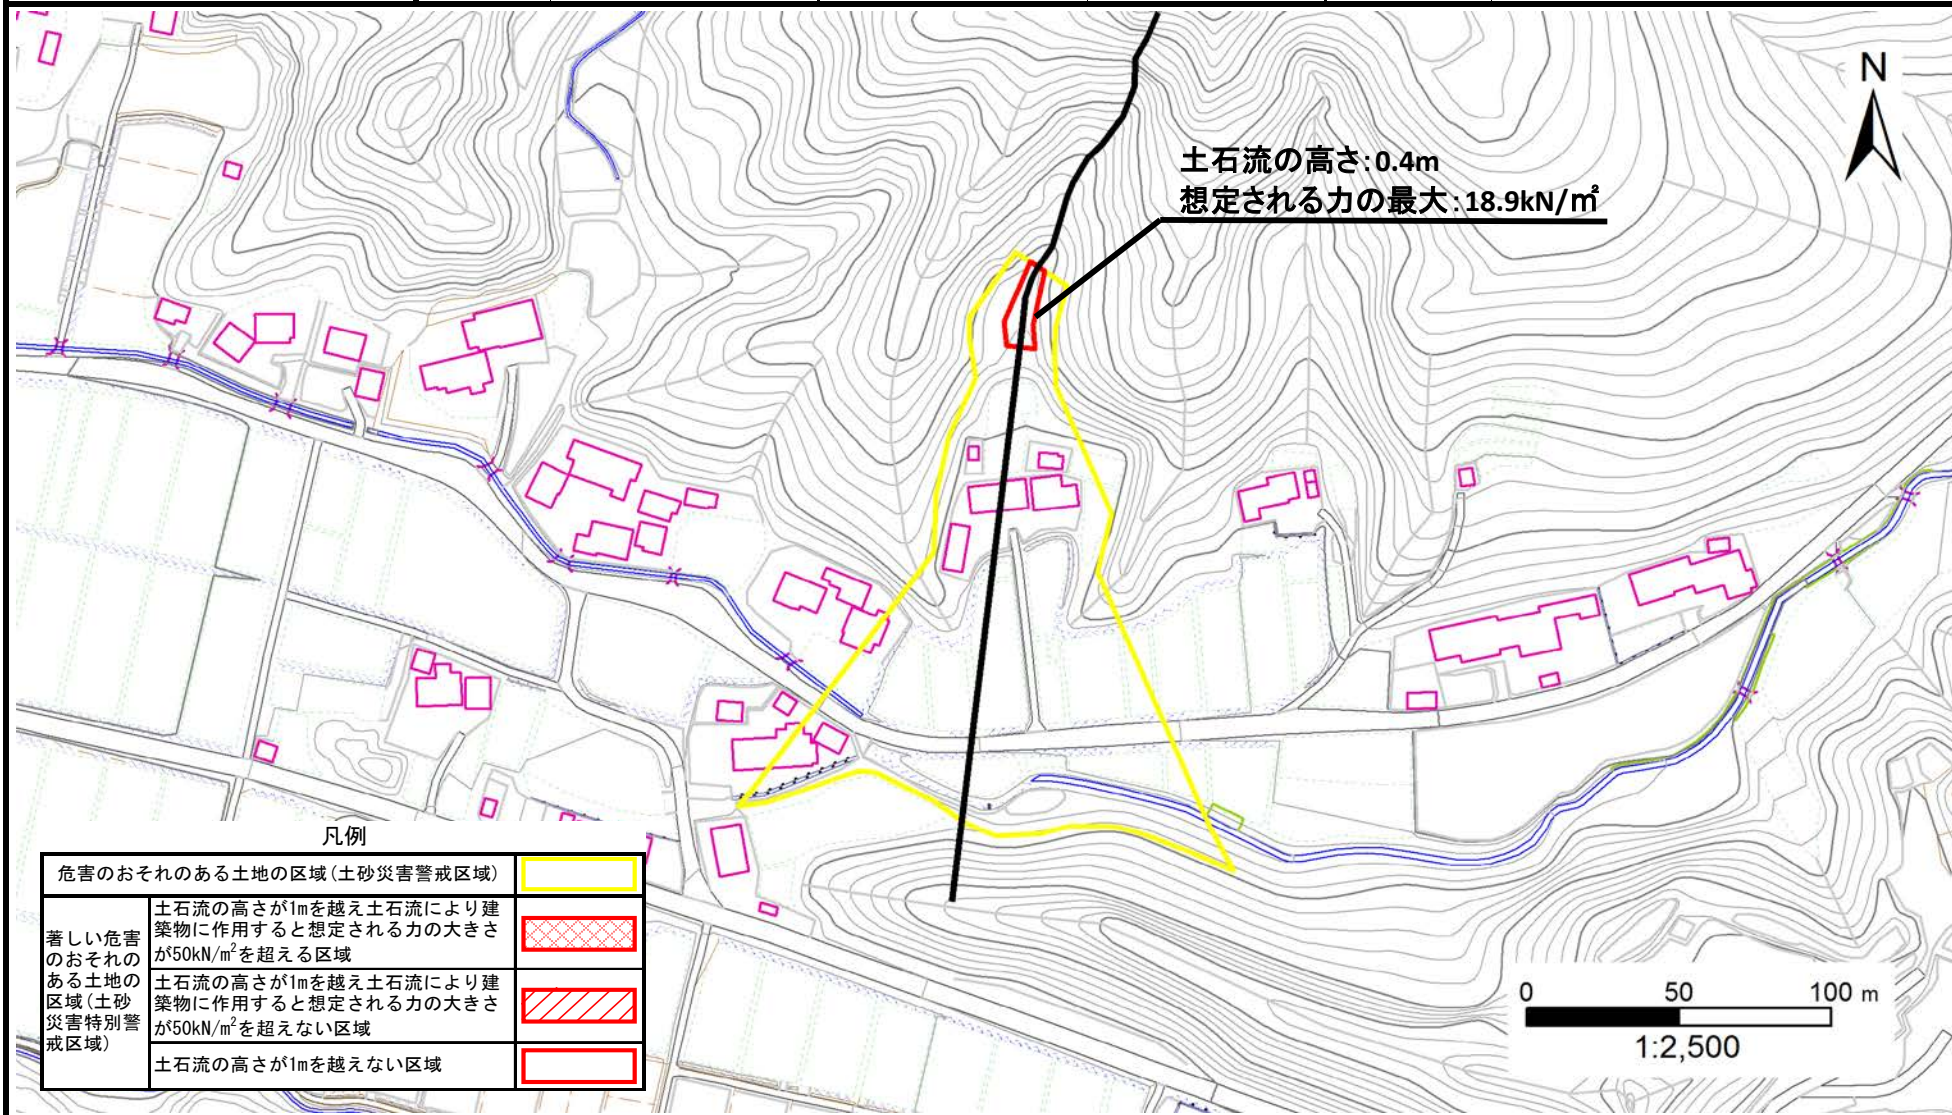 N
土石流の高さ:0.4m
想定される力の最大:18.9kN/㎡
凡例
危害のおそれのある土地の区域(土砂災害警戒区域)
著しい危害
のおそれの
ある土地の
区域(土砂
災害特別警
戒区域)
土石流の高さが1mを越え土石流により建
築物に作用すると想定される力の大きさ
が50kN/m²を超える区域
土石流の高さが1mを越え土石流により建
築物に作用すると想定される力の大きさ
が50kN/m²を超えない区域
土石流の高さが1mを越えない区域
0 50 100 m
1:2,500